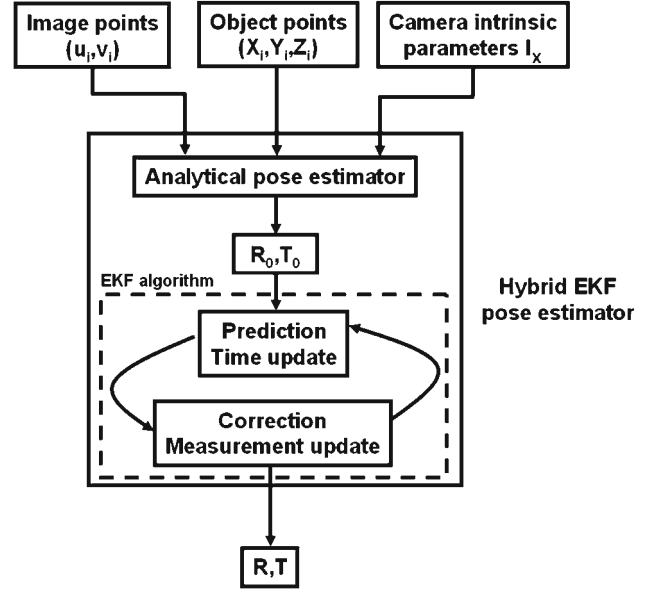 Image points
(uᵢ,vᵢ)
Object points
(Xᵢ,Yᵢ,Zᵢ)
Camera intrinsic
parameters Iₓ
Analytical pose estimator
R₀,T₀
EKF algorithm
Hybrid EKF
pose estimator
Prediction
Time update
Correction
Measurement update
R,T